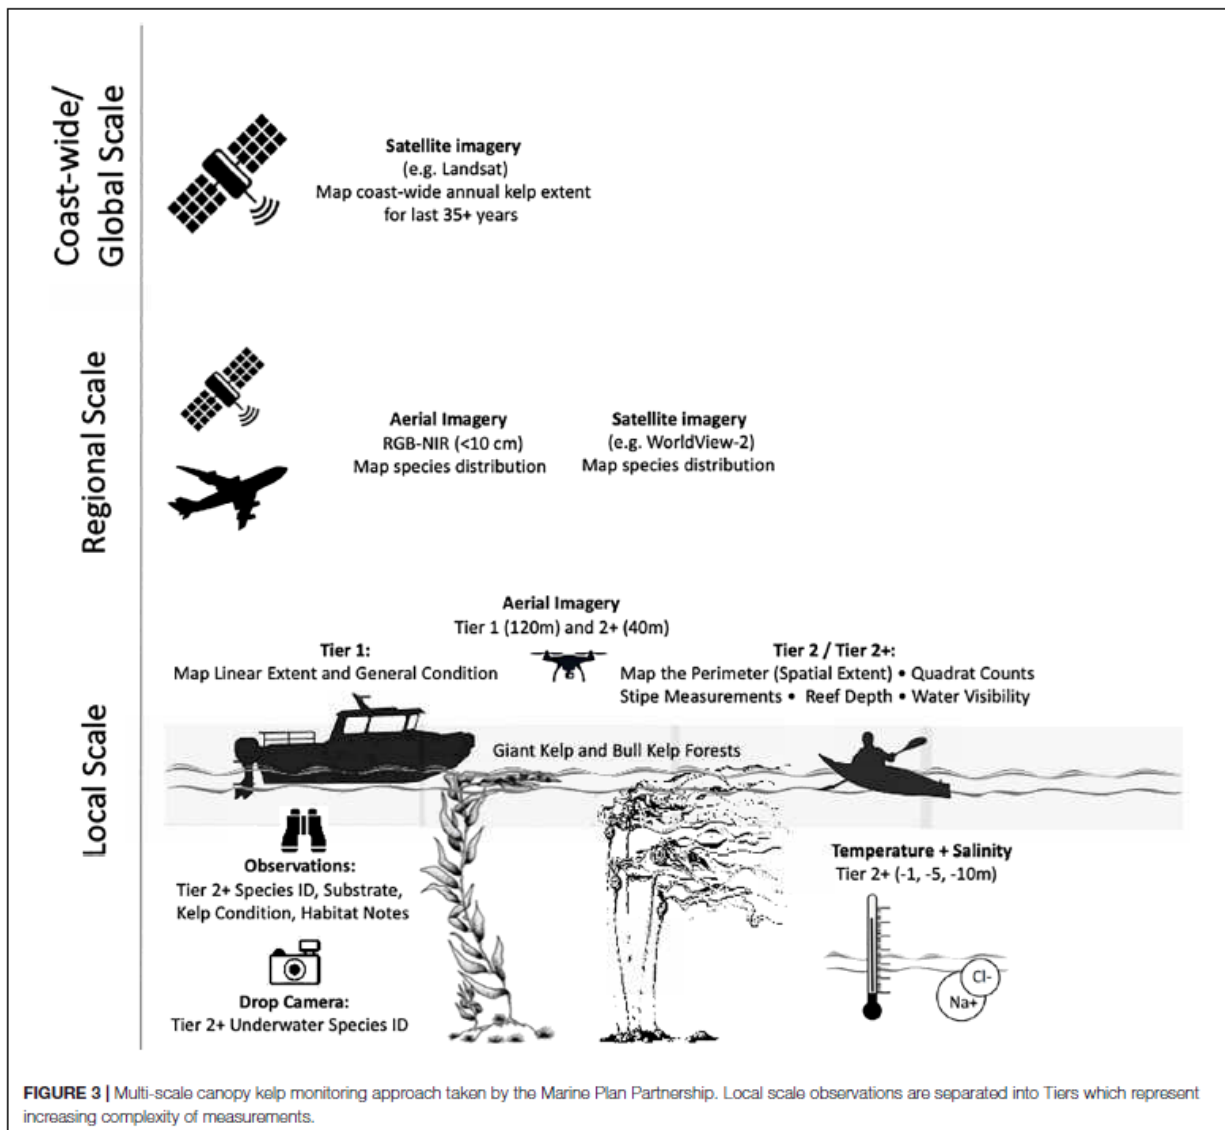 Coast-wide/
Global Scale
Satellite imagery
(e.g. Landsat)
Map coast-wide annual kelp extent
for last 35+ years
Regional Scale
Aerial Imagery
RGB-NIR (<10 cm)
Map species distribution
Satellite imagery
(e.g. WorldView-2)
Map species distribution
Local Scale
Aerial Imagery
Tier 1 (120m) and 2+ (40m)
Tier 1:
Map Linear Extent and General Condition
Tier 2 / Tier 2+:
Map the Perimeter (Spatial Extent) • Quadrat Counts
Stipe Measurements • Reef Depth • Water Visibility
Giant Kelp and Bull Kelp Forests
Observations:
Tier 2+ Species ID, Substrate,
Kelp Condition, Habitat Notes
Drop Camera:
Tier 2+ Underwater Species ID
Temperature + Salinity
Tier 2+ (-1, -5, -10m)
Cl-
Na+
FIGURE 3 | Multi-scale canopy kelp monitoring approach taken by the Marine Plan Partnership. Local scale observations are separated into Tiers which represent
increasing complexity of measurements.